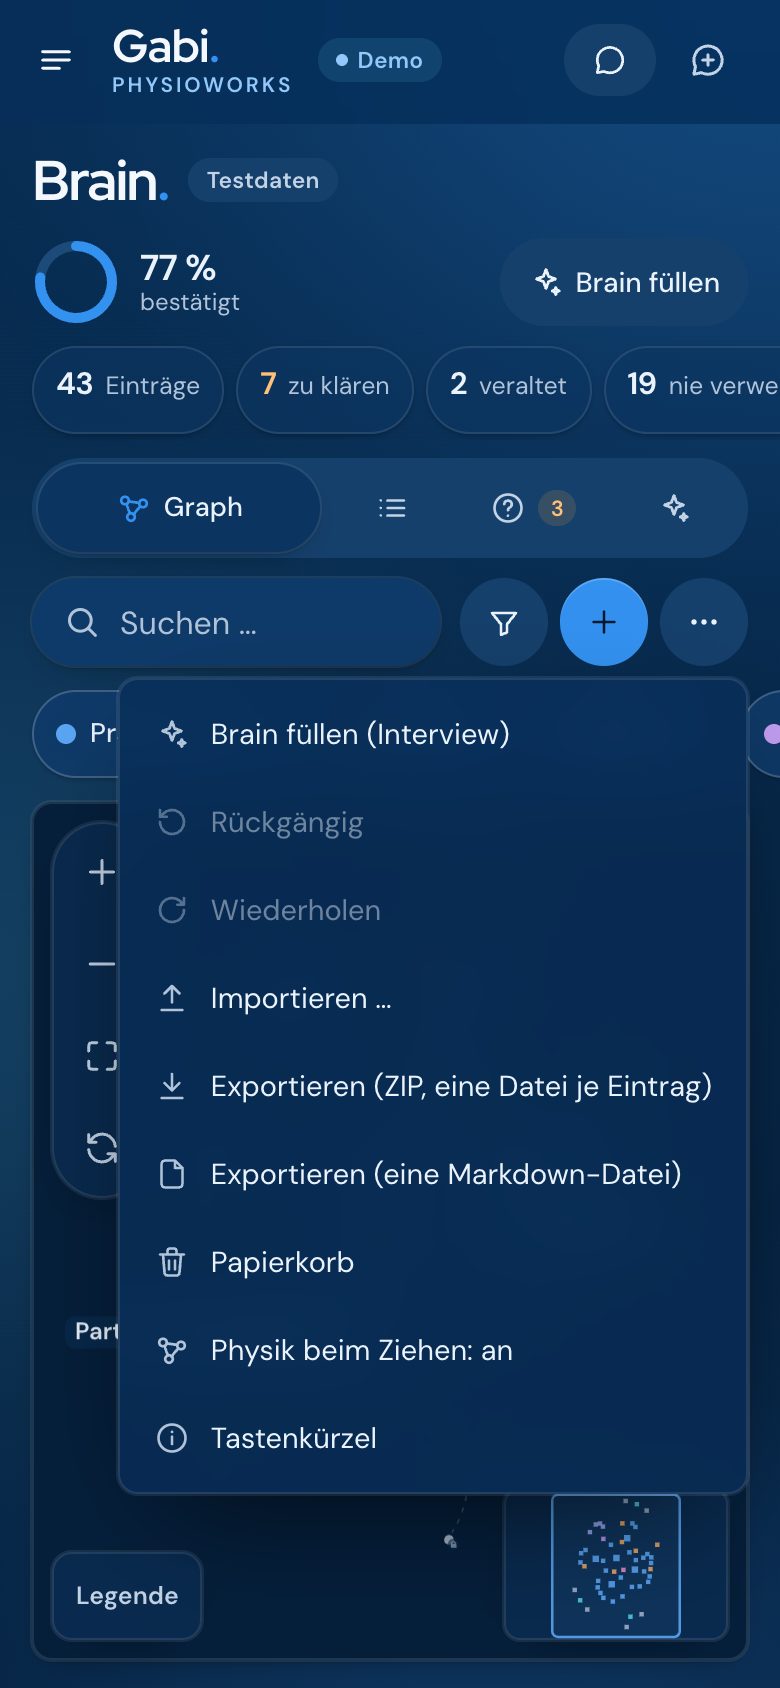 Gabi.
PHYSIOWORKS
Demo
Brain.
Testdaten
77 %
bestätigt
Brain füllen
43 Einträge
7 zu klären
2 veraltet
19 nie verwe
Graph
3
Suchen ...
Pr
Brain füllen (Interview)
Rückgängig
Wiederholen
Importieren ...
Exportieren (ZIP, eine Datei je Eintrag)
Exportieren (eine Markdown-Datei)
Papierkorb
Part
Physik beim Ziehen: an
Tastenkürzel
Legende